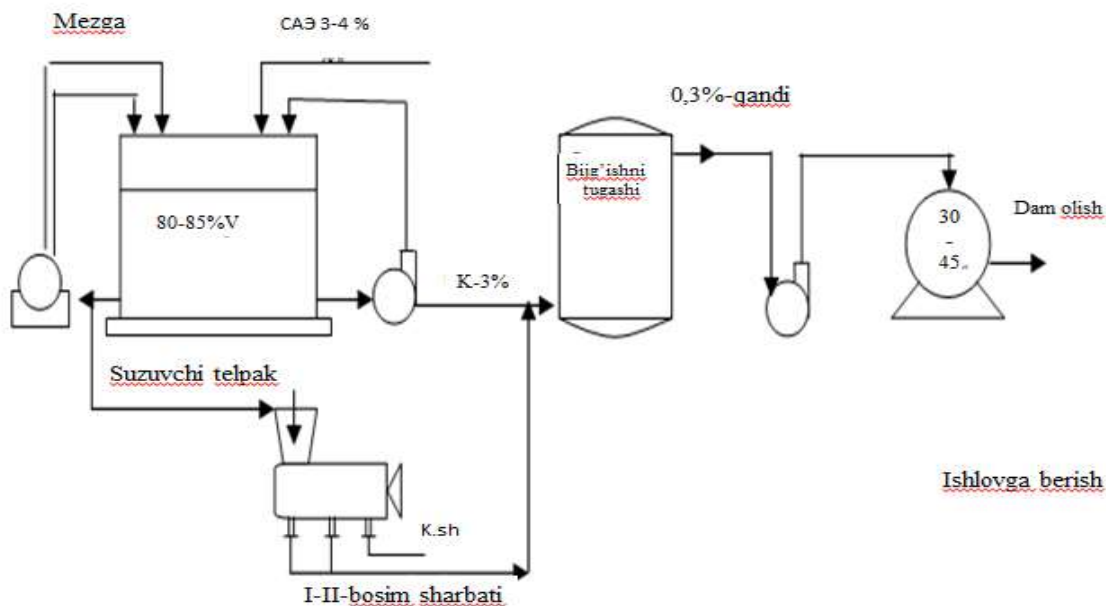 Mezga
САЭ 3-4 %
0,3%-qandi
Bijg'ishni
tugashi
80-85%V
30
-
45
Dam olish
K-3%
Suzuvchi telpak
Ishlovga berish
K.sh
I-II-bosim sharbati